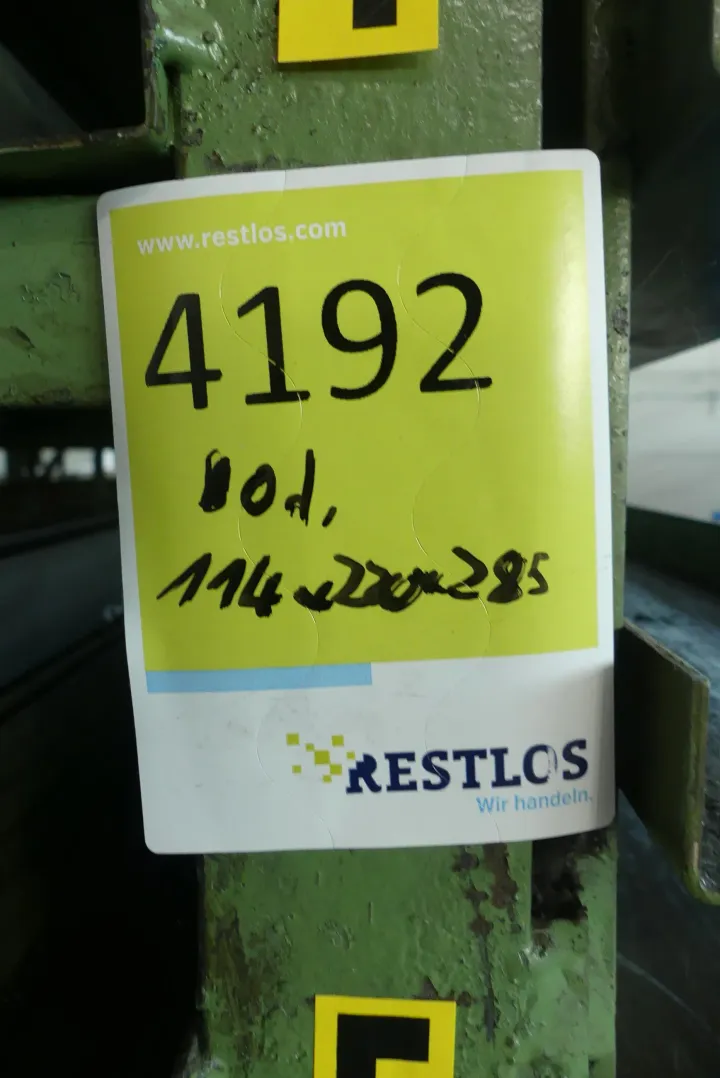 www.restlos.com
4192
114x220x285
RESTLOS
Wir handeln.